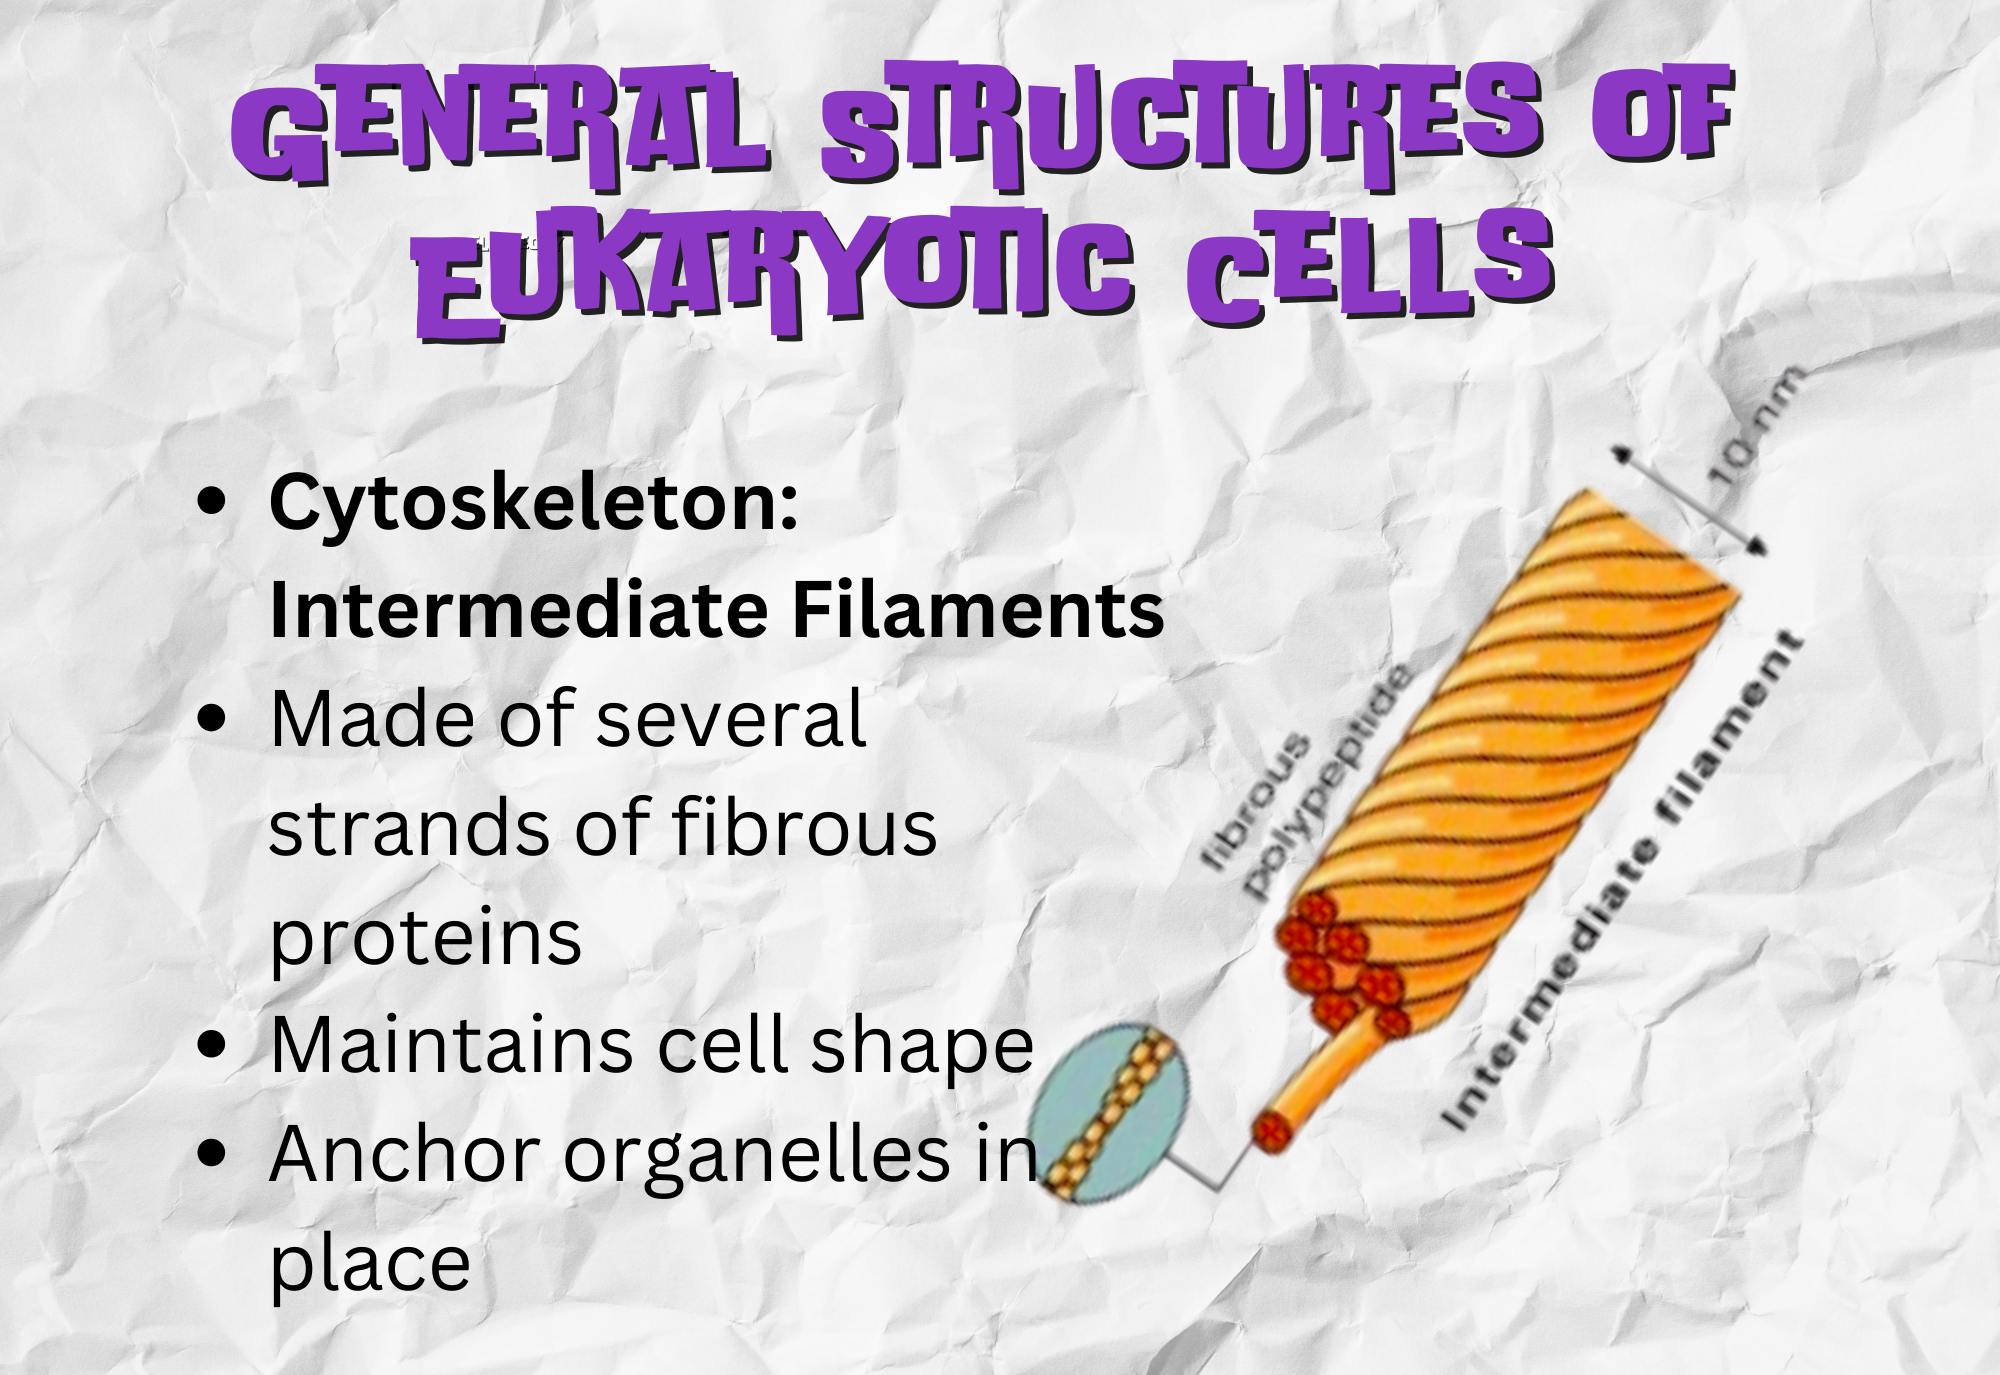 GENERAL STRUCTURES OF
EUKARYOTIC CELLS
• Cytoskeleton:
Intermediate Filaments
• Made of several
strands of fibrous
proteins
• Maintains cell shape
• Anchor organelles in
place
10 nm
fibrous
polypeptide
Intermediate filament